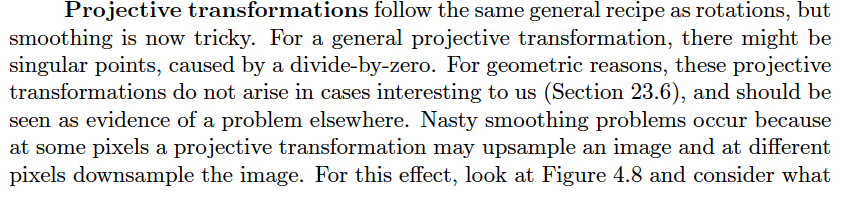 Projective transformations follow the same general recipe as rotations, but
smoothing is now tricky. For a general projective transformation, there might be
singular points, caused by a divide-by-zero. For geometric reasons, these projective
transformations do not arise in cases interesting to us (Section 23.6), and should be
seen as evidence of a problem elsewhere. Nasty smoothing problems occur because
at some pixels a projective transformation may upsample an image and at different
pixels downsample the image. For this effect, look at Figure 4.8 and consider what